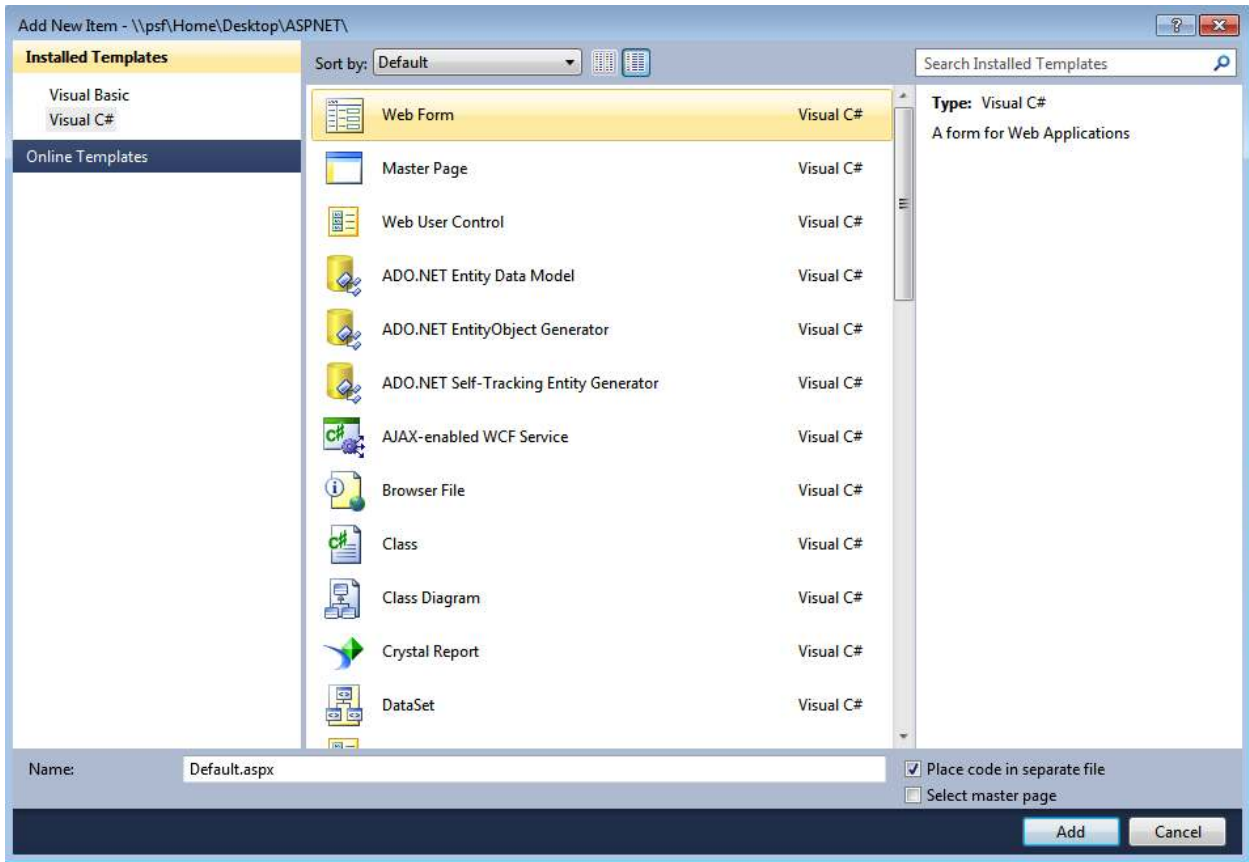 Add New Item - \\psf\Home\Desktop\ASPNET\
Installed Templates
Visual Basic
Visual C#
Online Templates
Sort by: Default
Search Installed Templates
Web Form Visual C#
Master Page Visual C#
Web User Control Visual C#
ADO.NET Entity Data Model Visual C#
ADO.NET EntityObject Generator Visual C#
ADO.NET Self-Tracking Entity Generator Visual C#
AJAX-enabled WCF Service Visual C#
Browser File Visual C#
Class Visual C#
Class Diagram Visual C#
Crystal Report Visual C#
DataSet Visual C#
Type: Visual C#
A form for Web Applications
Name: Default.aspx
Place code in separate file
Select master page
Add Cancel